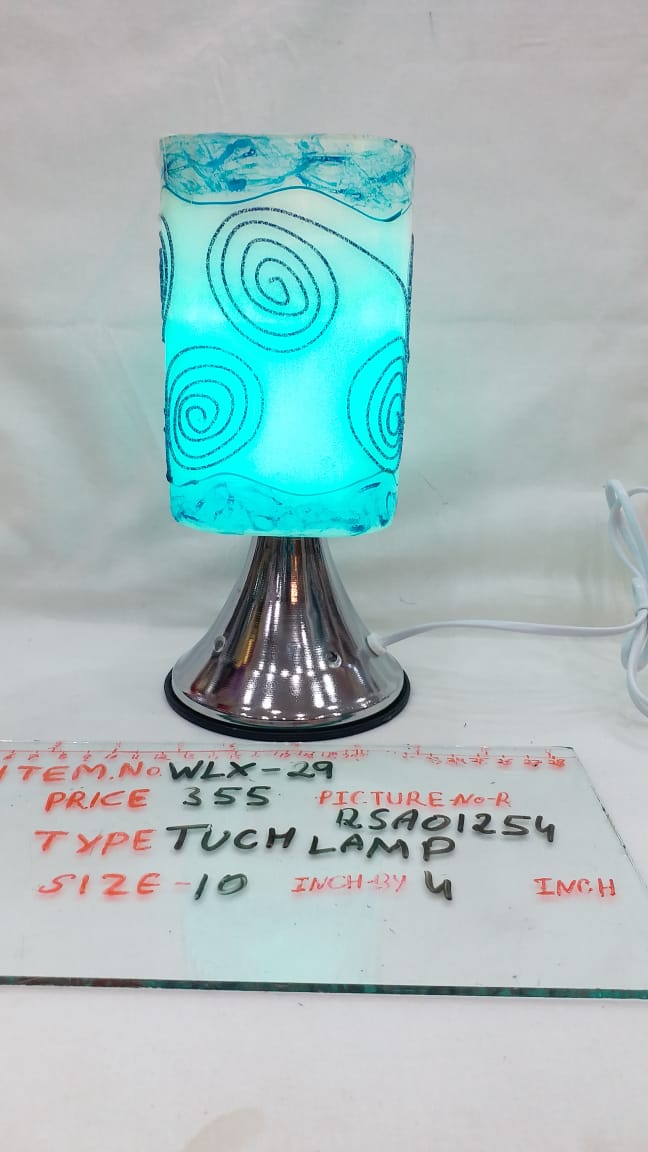 ITEM.No. WLX-29
PRICE 355 PICTURE-No-R
RSA01254
TYPE TUCH LAMP
SIZE-10 INCH-BY 4 INCH